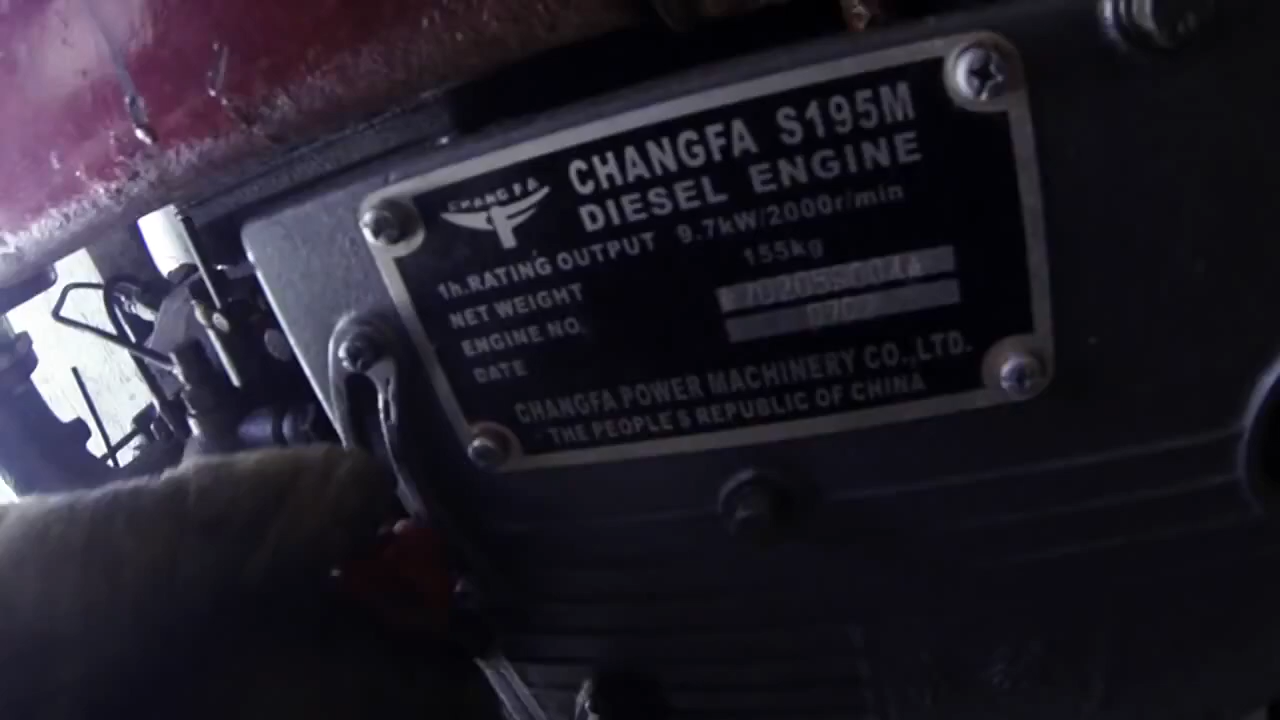 CHANGFA
CHANGFA S195M
DIESEL ENGINE
1h.RATING OUTPUT 9.7kW/2000r/min
NET WEIGHT 155kg
ENGINE NO.
DATE
CHANGFA POWER MACHINERY CO.,LTD.
THE PEOPLE'S REPUBLIC OF CHINA